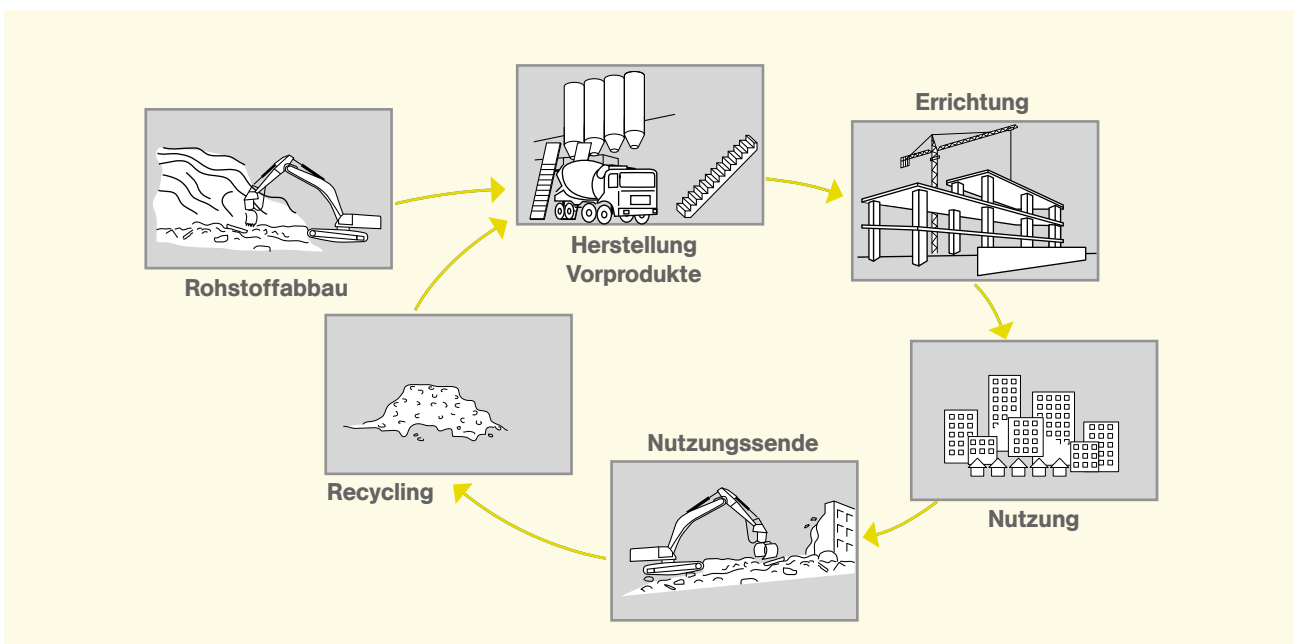 Rohstoffabbau
Herstellung
Vorprodukte
Errichtung
Nutzung
Nutzungssende
Recycling